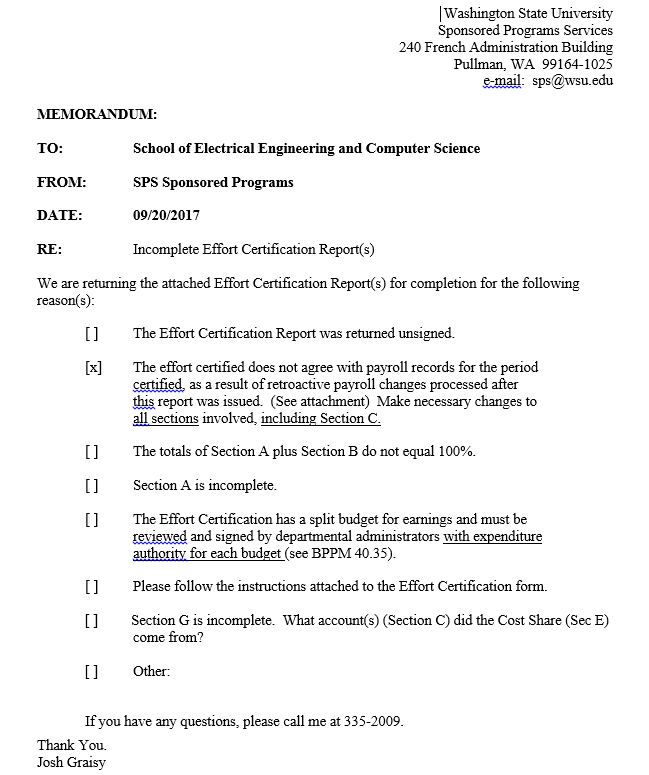 Washington State University
Sponsored Programs Services
240 French Administration Building
Pullman, WA  99164-1025
e-mail:  sps@wsu.edu
MEMORANDUM:
TO: School of Electrical Engineering and Computer Science
FROM: SPS Sponsored Programs
DATE: 09/20/2017
RE: Incomplete Effort Certification Report(s)
We are returning the attached Effort Certification Report(s) for completion for the following
reason(s):
[ ] The Effort Certification Report was returned unsigned.
[x] The effort certified does not agree with payroll records for the period
certified, as a result of retroactive payroll changes processed after
this report was issued.  (See attachment)  Make necessary changes to
all sections involved, including Section C.
[ ] The totals of Section A plus Section B do not equal 100%.
[ ] Section A is incomplete.
[ ] The Effort Certification has a split budget for earnings and must be
reviewed and signed by departmental administrators with expenditure
authority for each budget (see BPPM 40.35).
[ ] Please follow the instructions attached to the Effort Certification form.
[ ] Section G is incomplete.  What account(s) (Section C) did the Cost Share (Sec E)
come from?
[ ] Other:
If you have any questions, please call me at 335-2009.
Thank You.
Josh Graisy